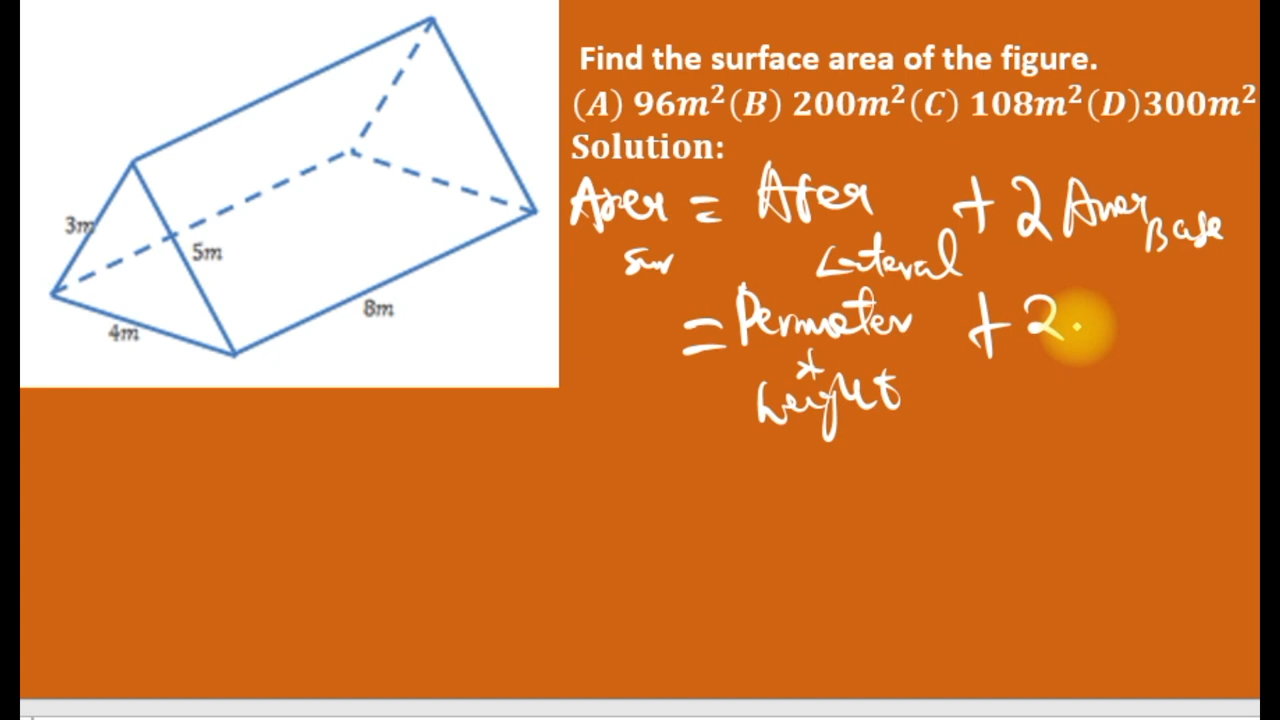 3m
5m
8m
4m
Find the surface area of the figure.
(A) 96m² (B) 200m² (C) 108m² (D)300m²
Solution:
Area = Area + 2 Area
Sur Lateral Base
= Permeter + 2.
*
height